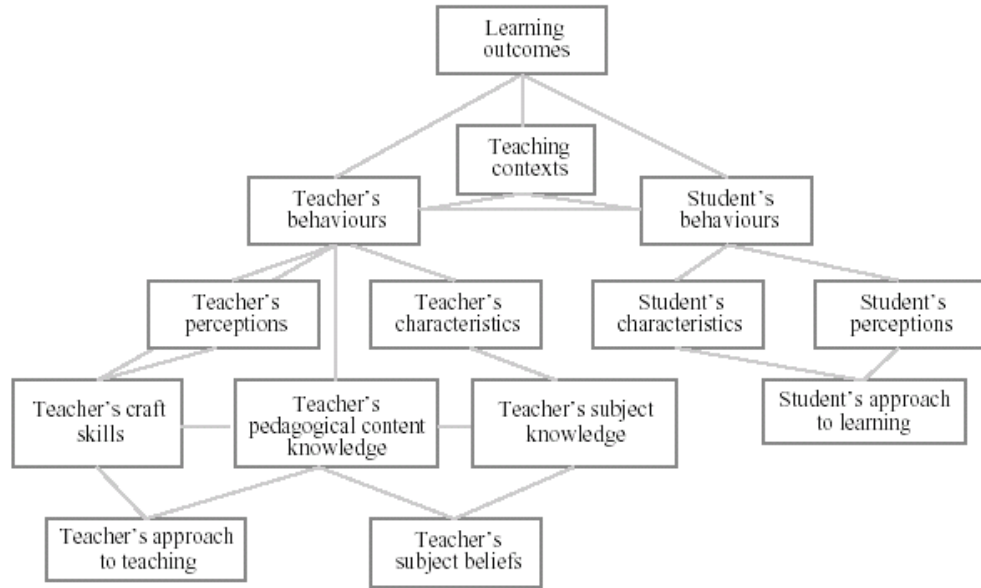 Learning
outcomes
Teaching
contexts
Teacher’s
behaviours
Student’s
behaviours
Teacher’s
perceptions
Teacher’s
characteristics
Student’s
characteristics
Student’s
perceptions
Teacher’s craft
skills
Teacher’s
pedagogical content
knowledge
Teacher’s subject
knowledge
Student’s approach
to learning
Teacher’s approach
to teaching
Teacher’s
subject beliefs